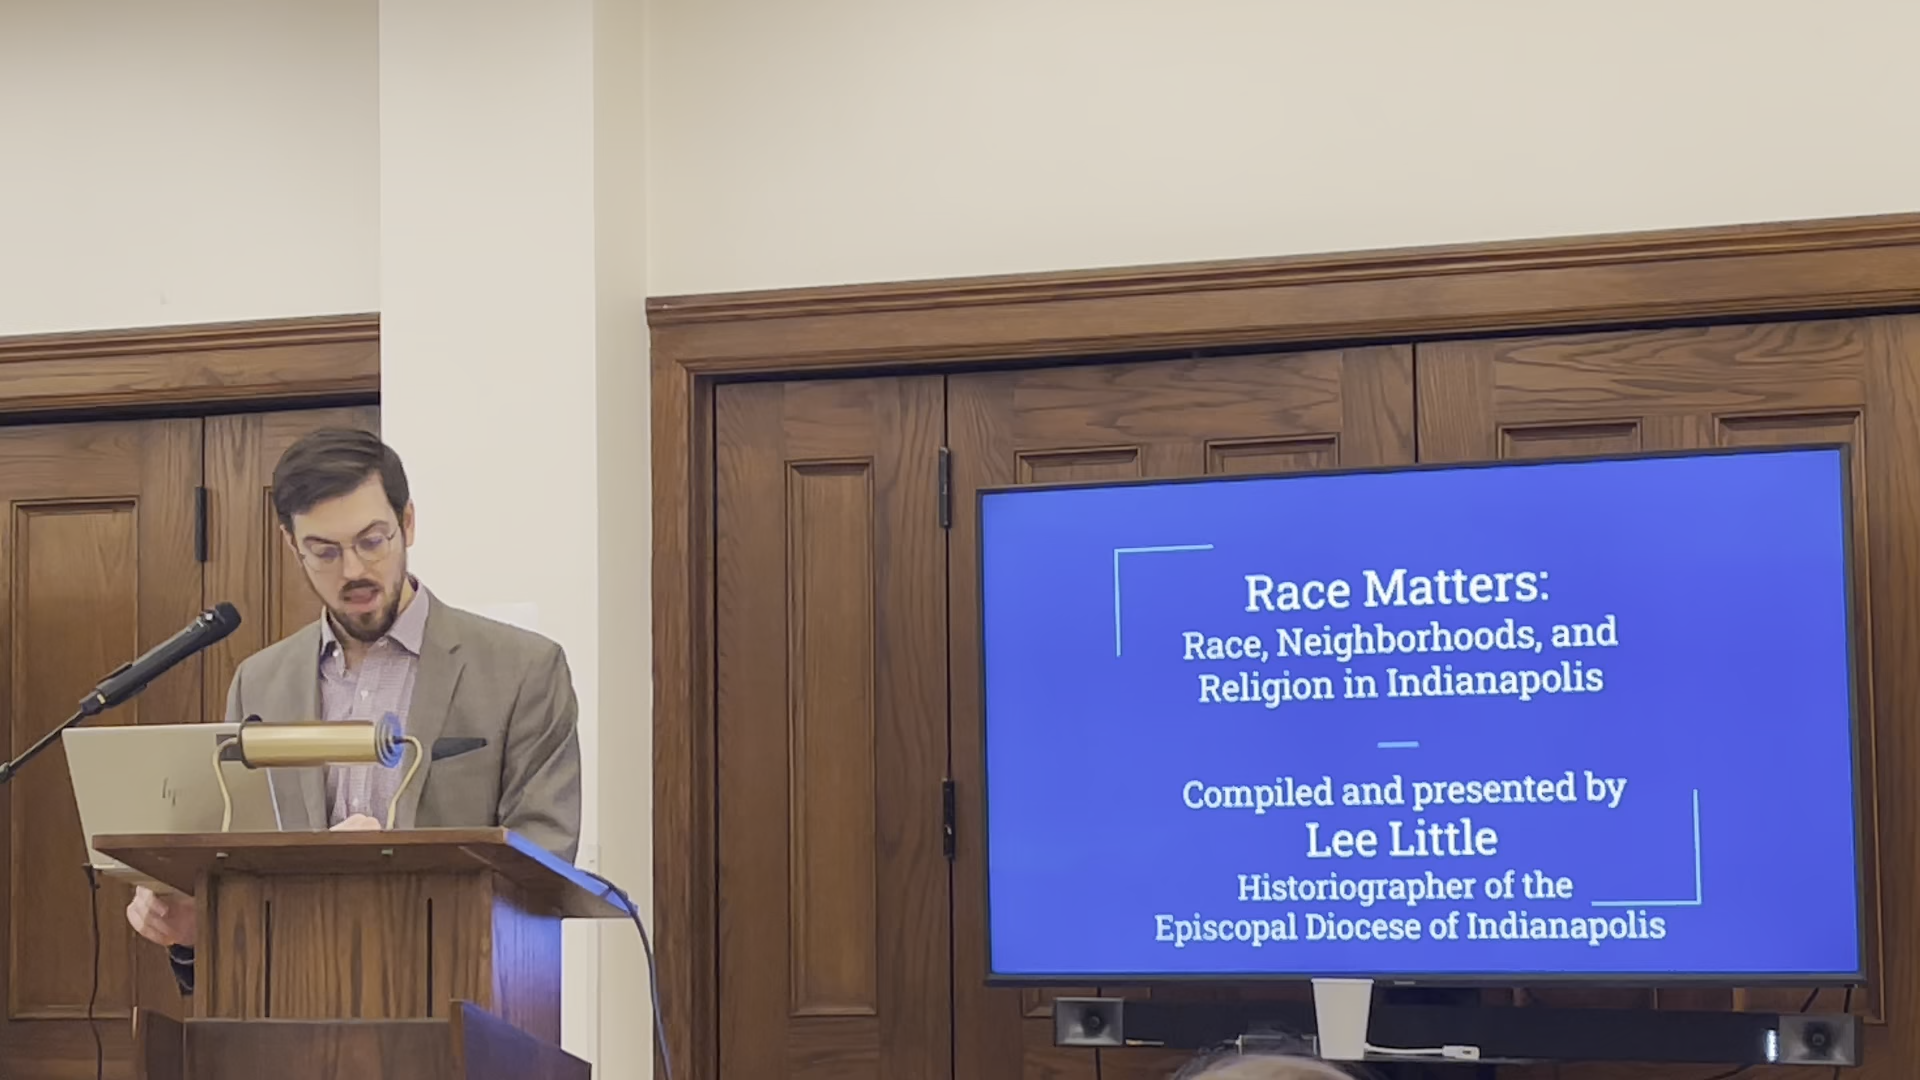 Race Matters:
Race, Neighborhoods, and
Religion in Indianapolis
Compiled and presented by
Lee Little
Historiographer of the
Episcopal Diocese of Indianapolis
hp